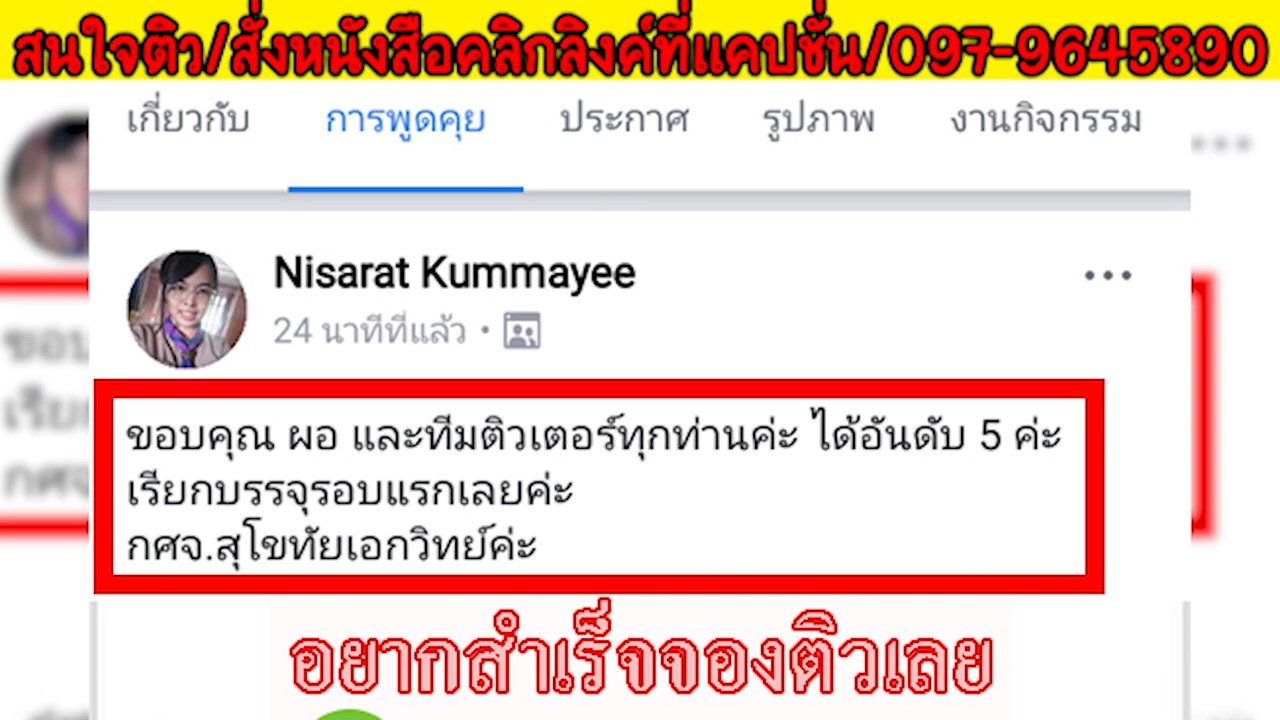 สนใจติว/สั่งหนังสือคลิกลิงค์ที่แคปชั่น/097-9645890
เกี่ยวกับ การพูดคุย ประกาศ รูปภาพ งานกิจกรรม
Nisarat Kummayee
24 นาทีที่แล้ว
ขอบคุณ ผอ และทีมติวเตอร์ทุกท่านค่ะ ได้อันดับ 5 ค่ะ
เรียกบรรจุรอบแรกเลยค่ะ
กศจ.สุโขทัยเอกวิทย์ค่ะ
อยากสำเร็จจองติวเลย